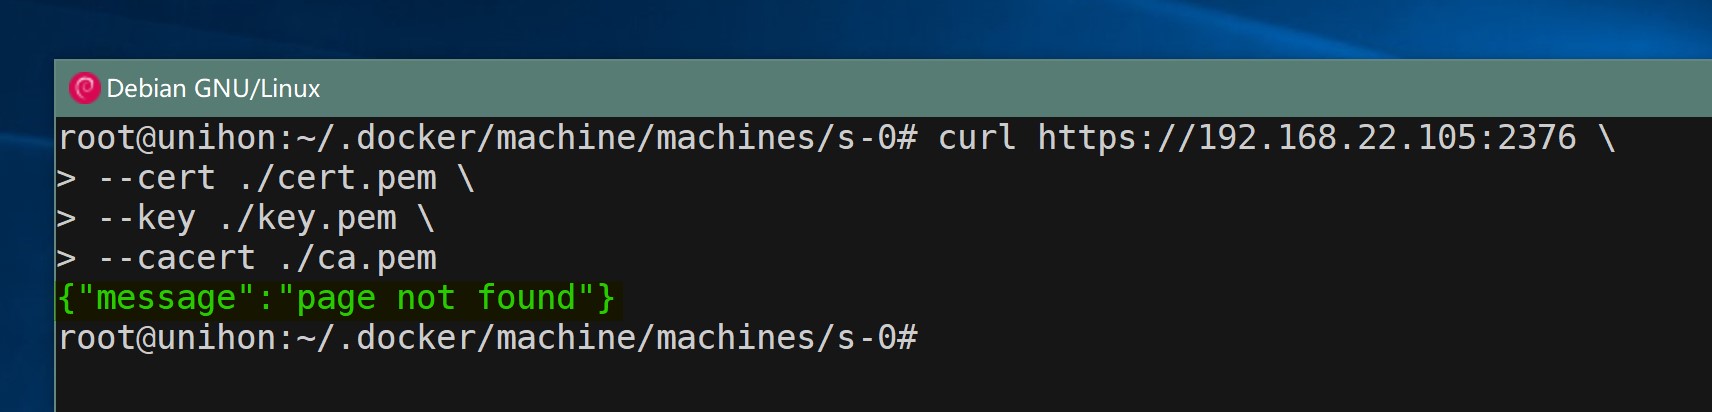 Debian GNU/Linux
root@unihon:~/.docker/machine/machines/s-0# curl https://192.168.22.105:2376 \
> --cert ./cert.pem \
> --key ./key.pem \
> --cacert ./ca.pem
{"message":"page not found"}
root@unihon:~/.docker/machine/machines/s-0#